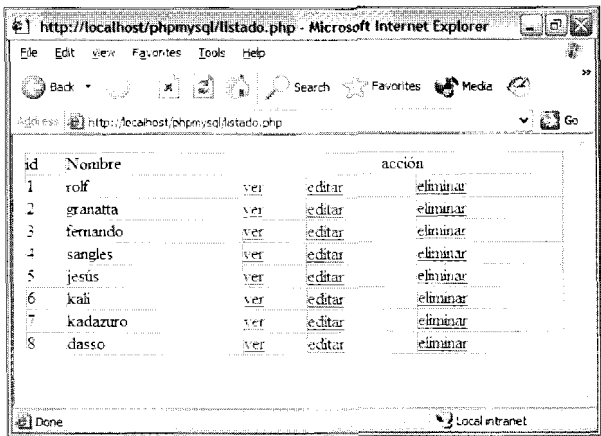 http://localhost/phpmysql/listado.php - Microsoft Internet Explorer
File Edit View Favorites Tools Help
Back Search Favorites Media »
Address http://localhost/phpmysql/listado.php Go
id Nombre acción
1 rolf ver editar eliminar
2 granatta ver editar eliminar
3 fernando ver editar eliminar
4 sangles ver editar eliminar
5 jesús ver editar eliminar
6 kali ver editar eliminar
7 kadazuro ver editar eliminar
8 dasso ver editar eliminar
Done Local intranet